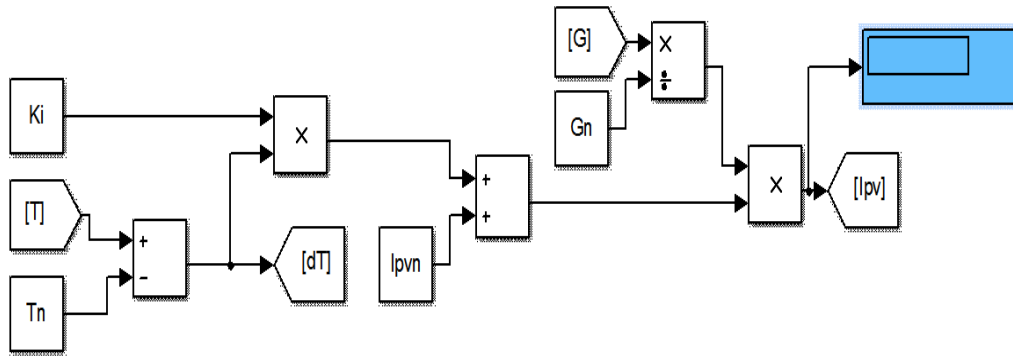 [G]
×
÷
Ki
×
Gn
[T]
+
−
[dT]
Tn
Ipvn
+
+
×
[Ipv]